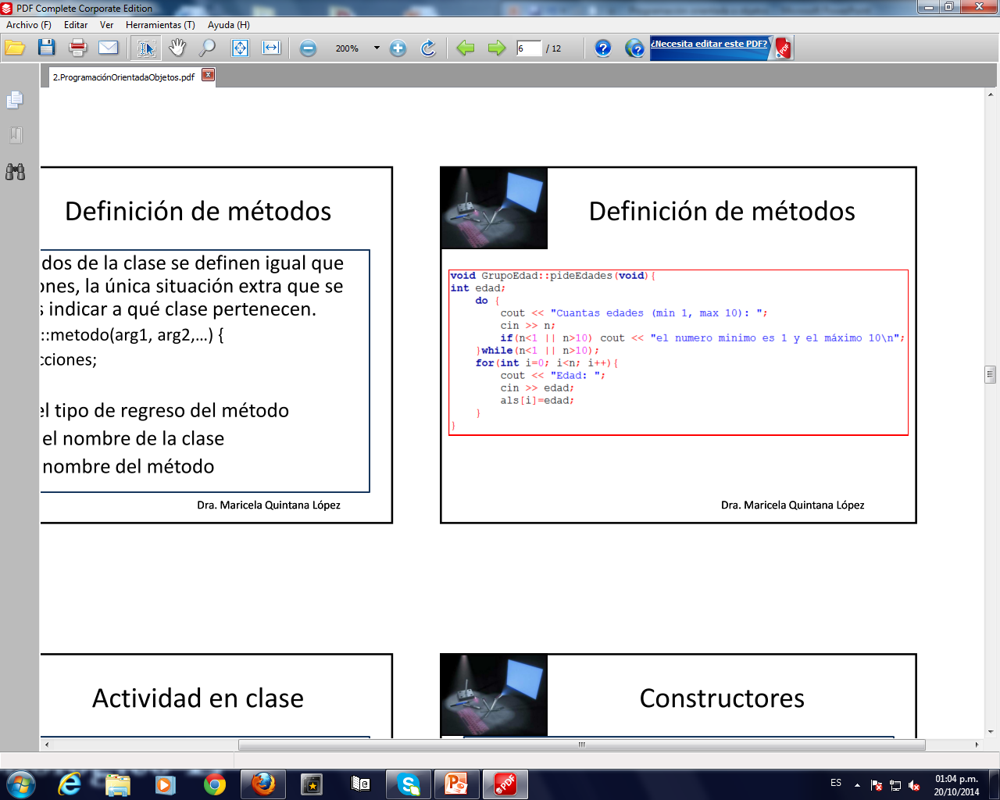 PDF Complete Corporate Edition
Archivo (F) Editar Ver Herramientas (T) Ayuda (H)
200% 6 / 12 ¿Necesita editar este PDF? PDF
2.ProgramaciónOrientadaObjetos.pdf
Definición de métodos
dos de la clase se definen igual que
ones, la única situación extra que se
s indicar a qué clase pertenecen.
::metodo(arg1, arg2,...) {
cciones;
el tipo de regreso del método
el nombre de la clase
nombre del método
Dra. Maricela Quintana López
Definición de métodos
void GrupoEdad::pideEdades(void){
int edad;
do {
cout << "Cuantas edades (min 1, max 10): ";
cin >> n;
if(n<1 || n>10) cout << "el numero minimo es 1 y el máximo 10\n";
}while(n<1 || n>10);
for(int i=0; i<n; i++){
cout << "Edad: ";
cin >> edad;
als[i]=edad;
}
}
Dra. Maricela Quintana López
Actividad en clase
Constructores
PDF
ES 01:04 p.m.
20/10/2014